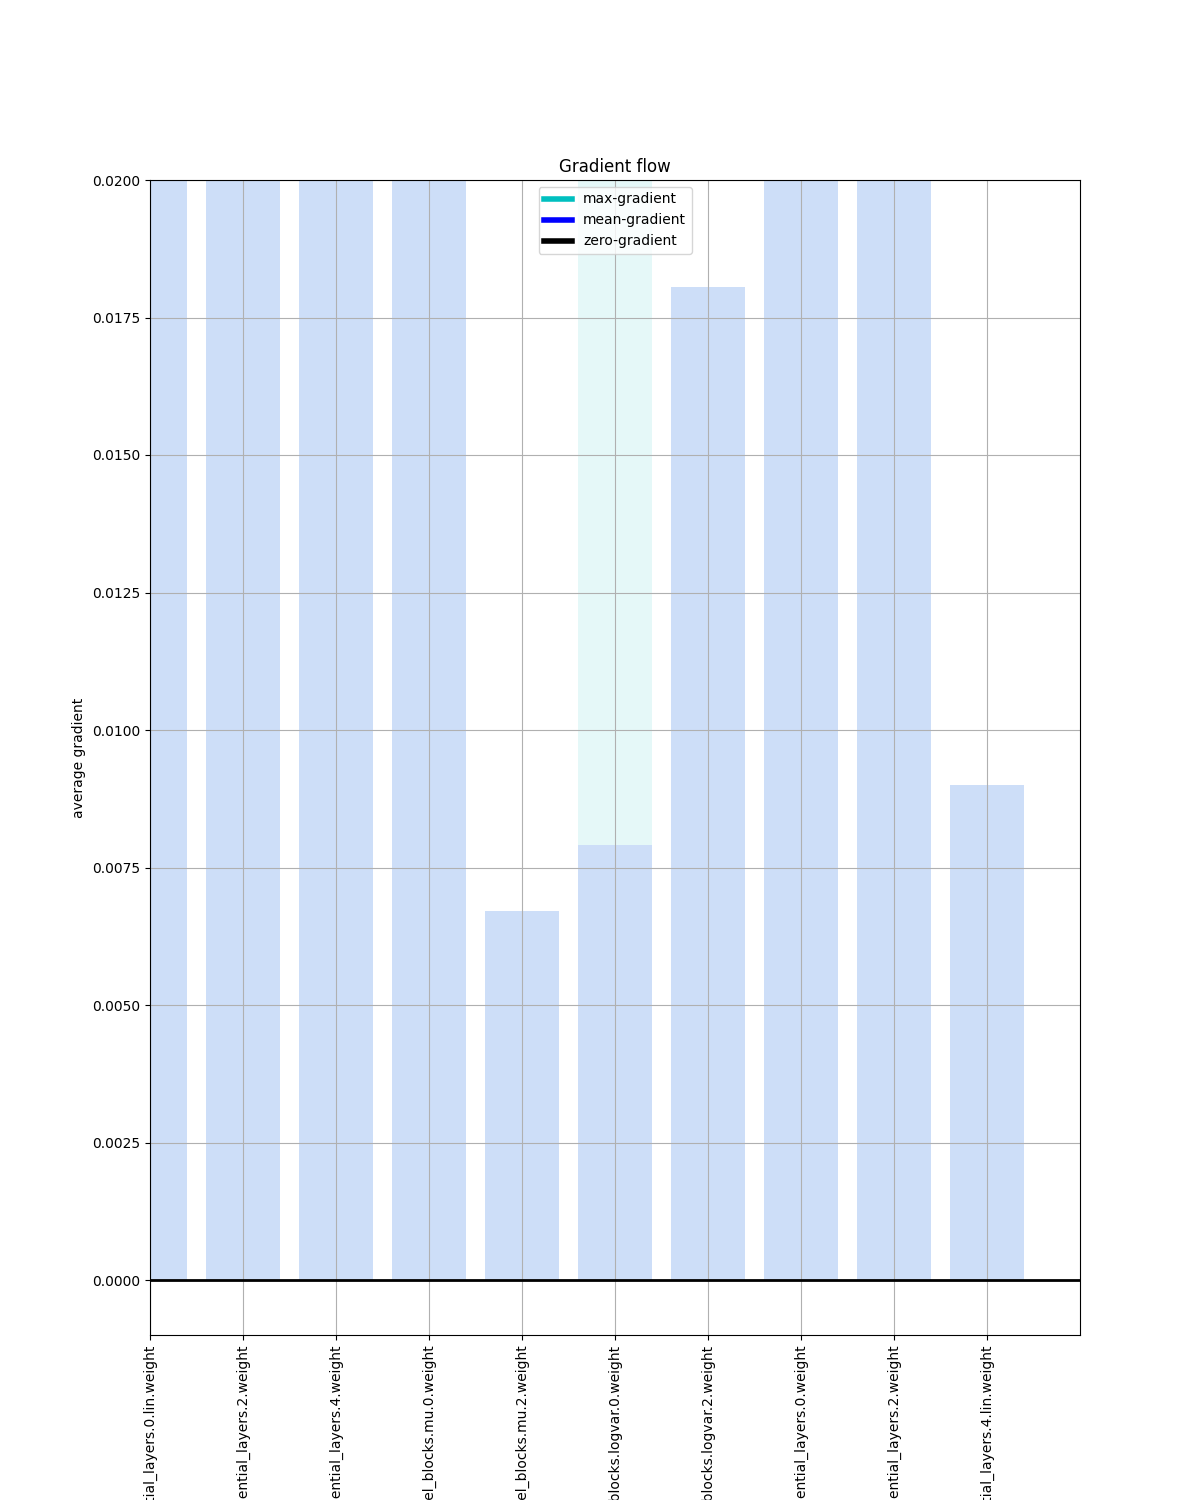 Gradient flow
max-gradient
mean-gradient
zero-gradient
0.0200
0.0175
0.0150
0.0125
0.0100
0.0075
0.0050
0.0025
0.0000
average gradient
tial_layers.0.lin.weight
ential_layers.2.weight
ential_layers.4.weight
el_blocks.mu.0.weight
el_blocks.mu.2.weight
blocks.logvar.0.weight
blocks.logvar.2.weight
ential_layers.0.weight
ential_layers.2.weight
tial_layers.4.lin.weight